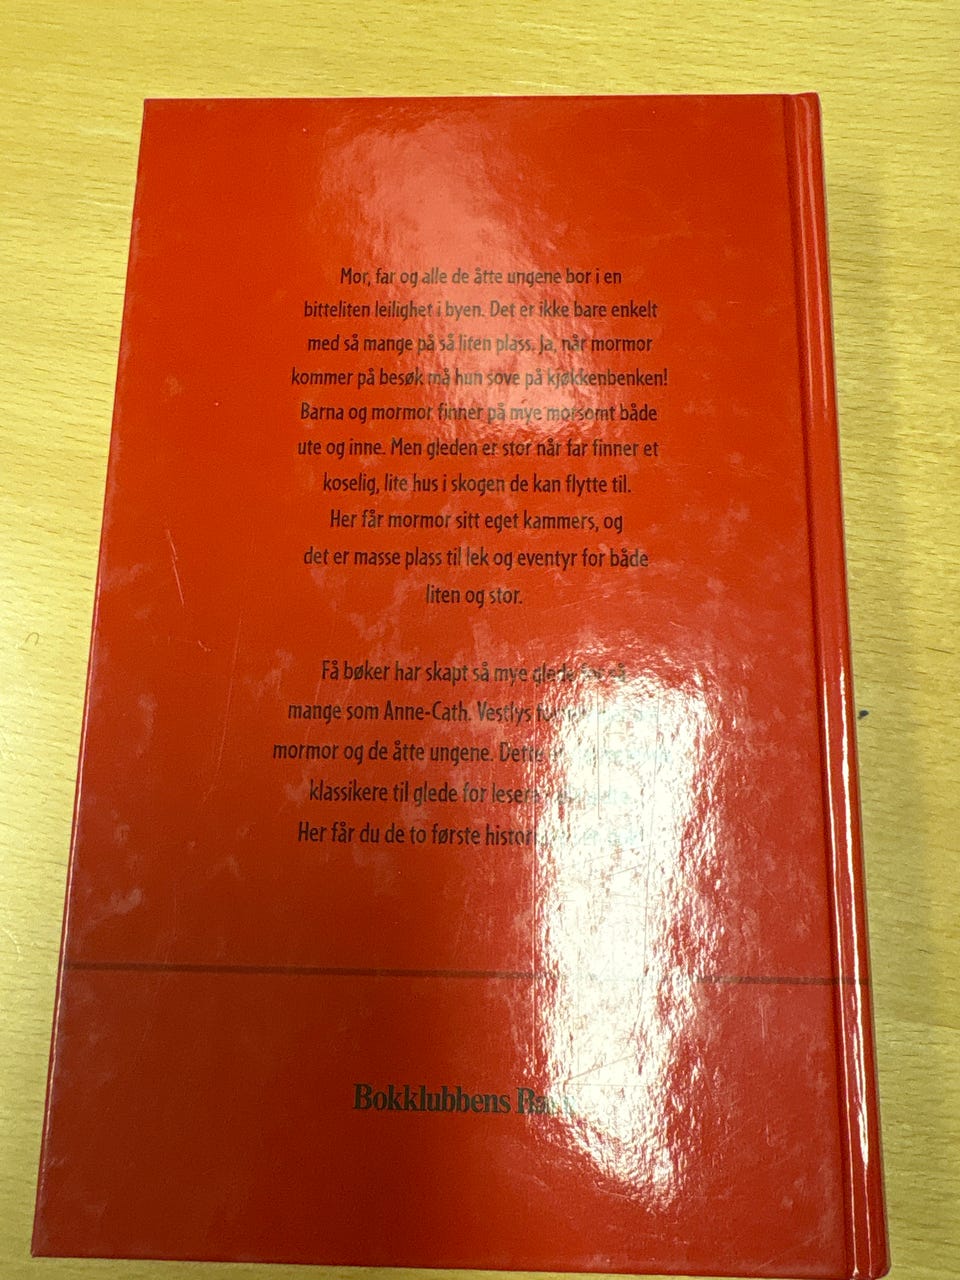 Mor, far og alle de åtte ungene bor i en
bitteliten leilighet i byen. Det er ikke bare enkelt
med så mange på så liten plass. Ja, når mormor
kommer på besøk må hun sove på kjøkkenbenken!
Barna og mormor finner på mye morsomt både
ute og inne. Men gleden er stor når far finner et
koselig, lite hus i skogen de kan flytte til.
Her får mormor sitt eget kammers, og
det er masse plass til lek og eventyr for både
liten og stor.
Få bøker har skapt så mye glede for så
mange som Anne-Cath. Vestlys
mormor og de åtte ungene. Dette
klassikere til glede for lesere
Her får du de to første
Bokklubbens